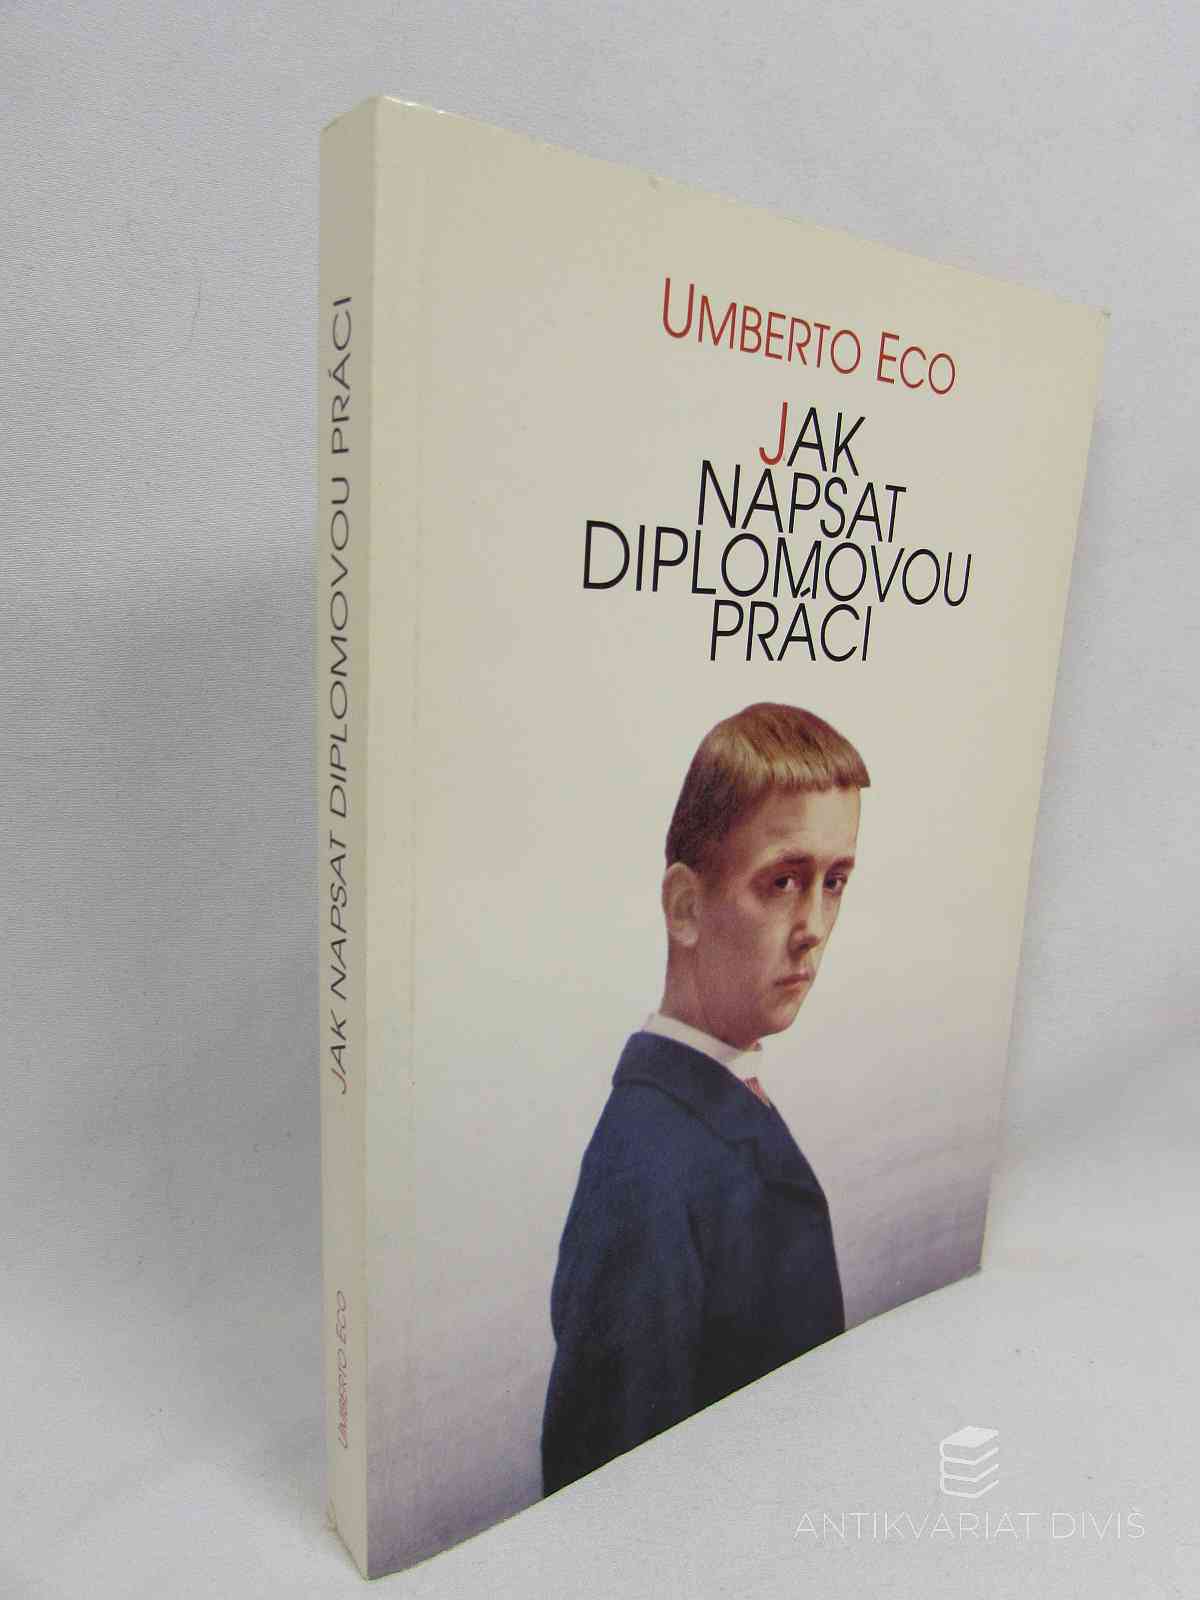 UMBERTO ECO
JAK
NAPSAT
DIPLOMOVOU
PRÁCI
JAK NAPSAT DIPLOMOVOU PRÁCI
UMBERTO ECO
ANTIKVARIÁT DIVIŠ